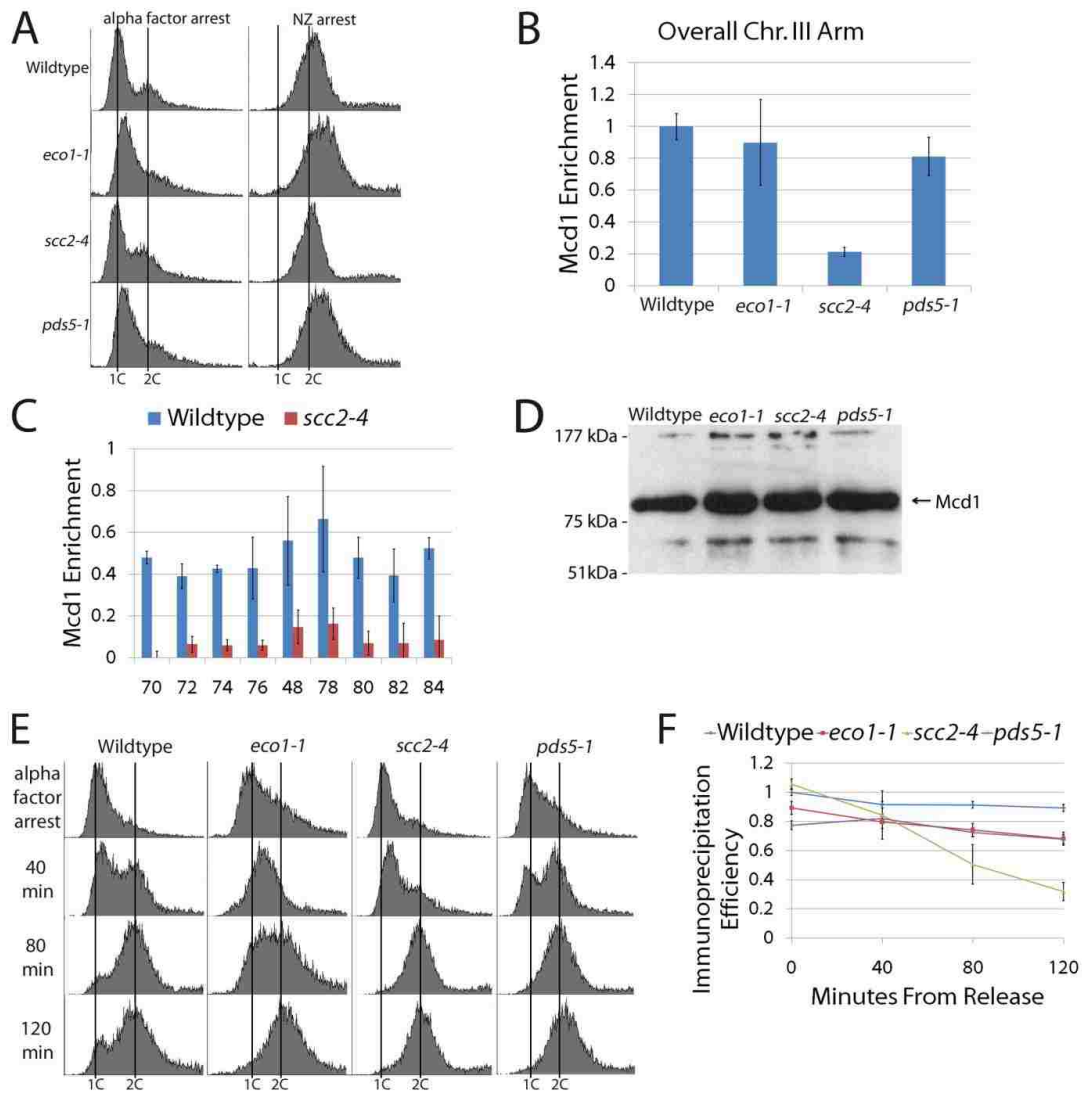 A
alpha factor arrest
NZ arrest
Wildtype
eco1-1
scc2-4
pds5-1
1C 2C 1C 2C
B
Overall Chr. III Arm
Mcd1 Enrichment
1.4
1.2
1
0.8
0.6
0.4
0.2
0
Wildtype eco1-1 scc2-4 pds5-1
C
Wildtype scc2-4
Mcd1 Enrichment
1
0.8
0.6
0.4
0.2
0
70 72 74 76 48 78 80 82 84
D
Wildtype eco1-1 scc2-4 pds5-1
177 kDa -
← Mcd1
75 kDa -
51kDa -
E
Wildtype eco1-1 scc2-4 pds5-1
alpha
factor
arrest
40
min
80
min
120
min
1C 2C 1C 2C 1C 2C 1C 2C
F
Wildtype eco1-1 scc2-4 pds5-1
Immunoprecipitation
Efficiency
1.2
1
0.8
0.6
0.4
0.2
0
0 40 80 120
Minutes From Release